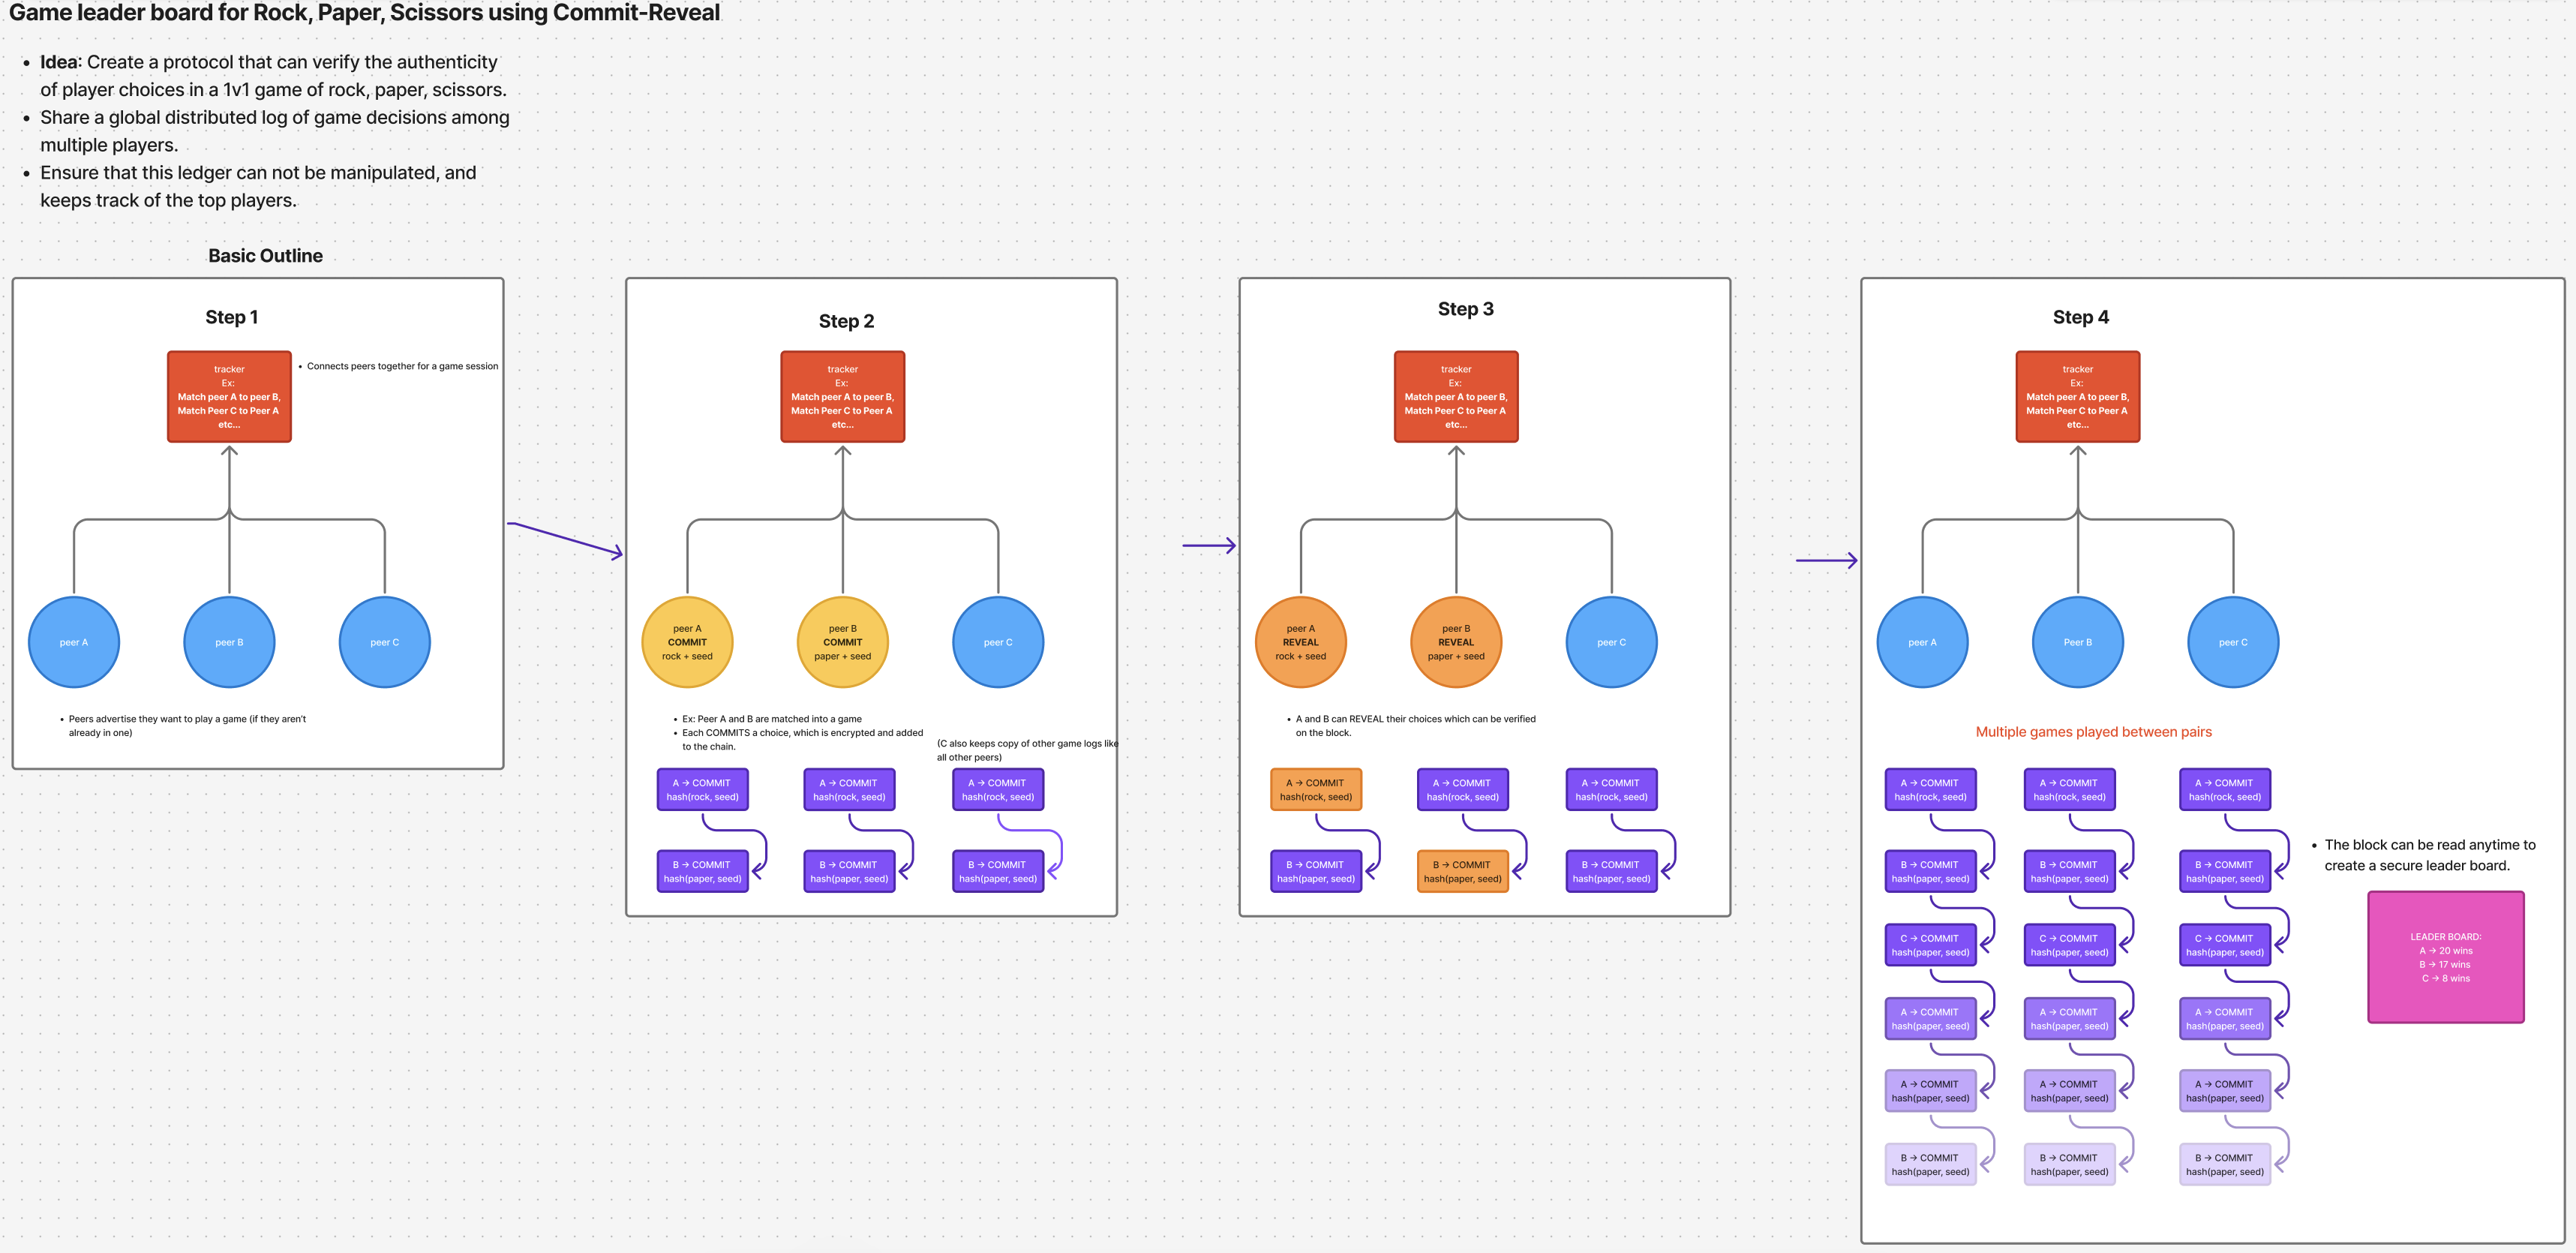 Game leader board for Rock, Paper, Scissors using Commit-Reveal
• Idea: Create a protocol that can verify the authenticity
of player choices in a 1v1 game of rock, paper, scissors.
• Share a global distributed log of game decisions among
multiple players.
• Ensure that this ledger can not be manipulated, and
keeps track of the top players.
Basic Outline
Step 1
tracker
Ex:
Match peer A to peer B,
Match Peer C to Peer A
etc...
• Connects peers together for a game session
peer A
peer B
peer C
• Peers advertise they want to play a game (if they aren't
already in one)
Step 2
tracker
Ex:
Match peer A to peer B,
Match Peer C to Peer A
etc...
peer A
COMMIT
rock + seed
peer B
COMMIT
paper + seed
peer C
• Ex: Peer A and B are matched into a game
• Each COMMITS a choice, which is encrypted and added
to the chain.
(C also keeps copy of other game logs like
all other peers)
A → COMMIT
hash(rock, seed)
A → COMMIT
hash(rock, seed)
A → COMMIT
hash(rock, seed)
B → COMMIT
hash(paper, seed)
B → COMMIT
hash(paper, seed)
B → COMMIT
hash(paper, seed)
Step 3
tracker
Ex:
Match peer A to peer B,
Match Peer C to Peer A
etc...
peer A
REVEAL
rock + seed
peer B
REVEAL
paper + seed
peer C
• A and B can REVEAL their choices which can be verified
on the block.
A → COMMIT
hash(rock, seed)
A → COMMIT
hash(rock, seed)
A → COMMIT
hash(rock, seed)
B → COMMIT
hash(paper, seed)
B → COMMIT
hash(paper, seed)
B → COMMIT
hash(paper, seed)
Step 4
tracker
Ex:
Match peer A to peer B,
Match Peer C to Peer A
etc...
peer A
Peer B
peer C
Multiple games played between pairs
A → COMMIT
hash(rock, seed)
A → COMMIT
hash(rock, seed)
A → COMMIT
hash(rock, seed)
B → COMMIT
hash(paper, seed)
B → COMMIT
hash(paper, seed)
B → COMMIT
hash(paper, seed)
C → COMMIT
hash(paper, seed)
C → COMMIT
hash(paper, seed)
C → COMMIT
hash(paper, seed)
A → COMMIT
hash(paper, seed)
A → COMMIT
hash(paper, seed)
A → COMMIT
hash(paper, seed)
A → COMMIT
hash(paper, seed)
A → COMMIT
hash(paper, seed)
A → COMMIT
hash(paper, seed)
B → COMMIT
hash(paper, seed)
B → COMMIT
hash(paper, seed)
B → COMMIT
hash(paper, seed)
• The block can be read anytime to
create a secure leader board.
LEADER BOARD:
A → 20 wins
B → 17 wins
C → 8 wins